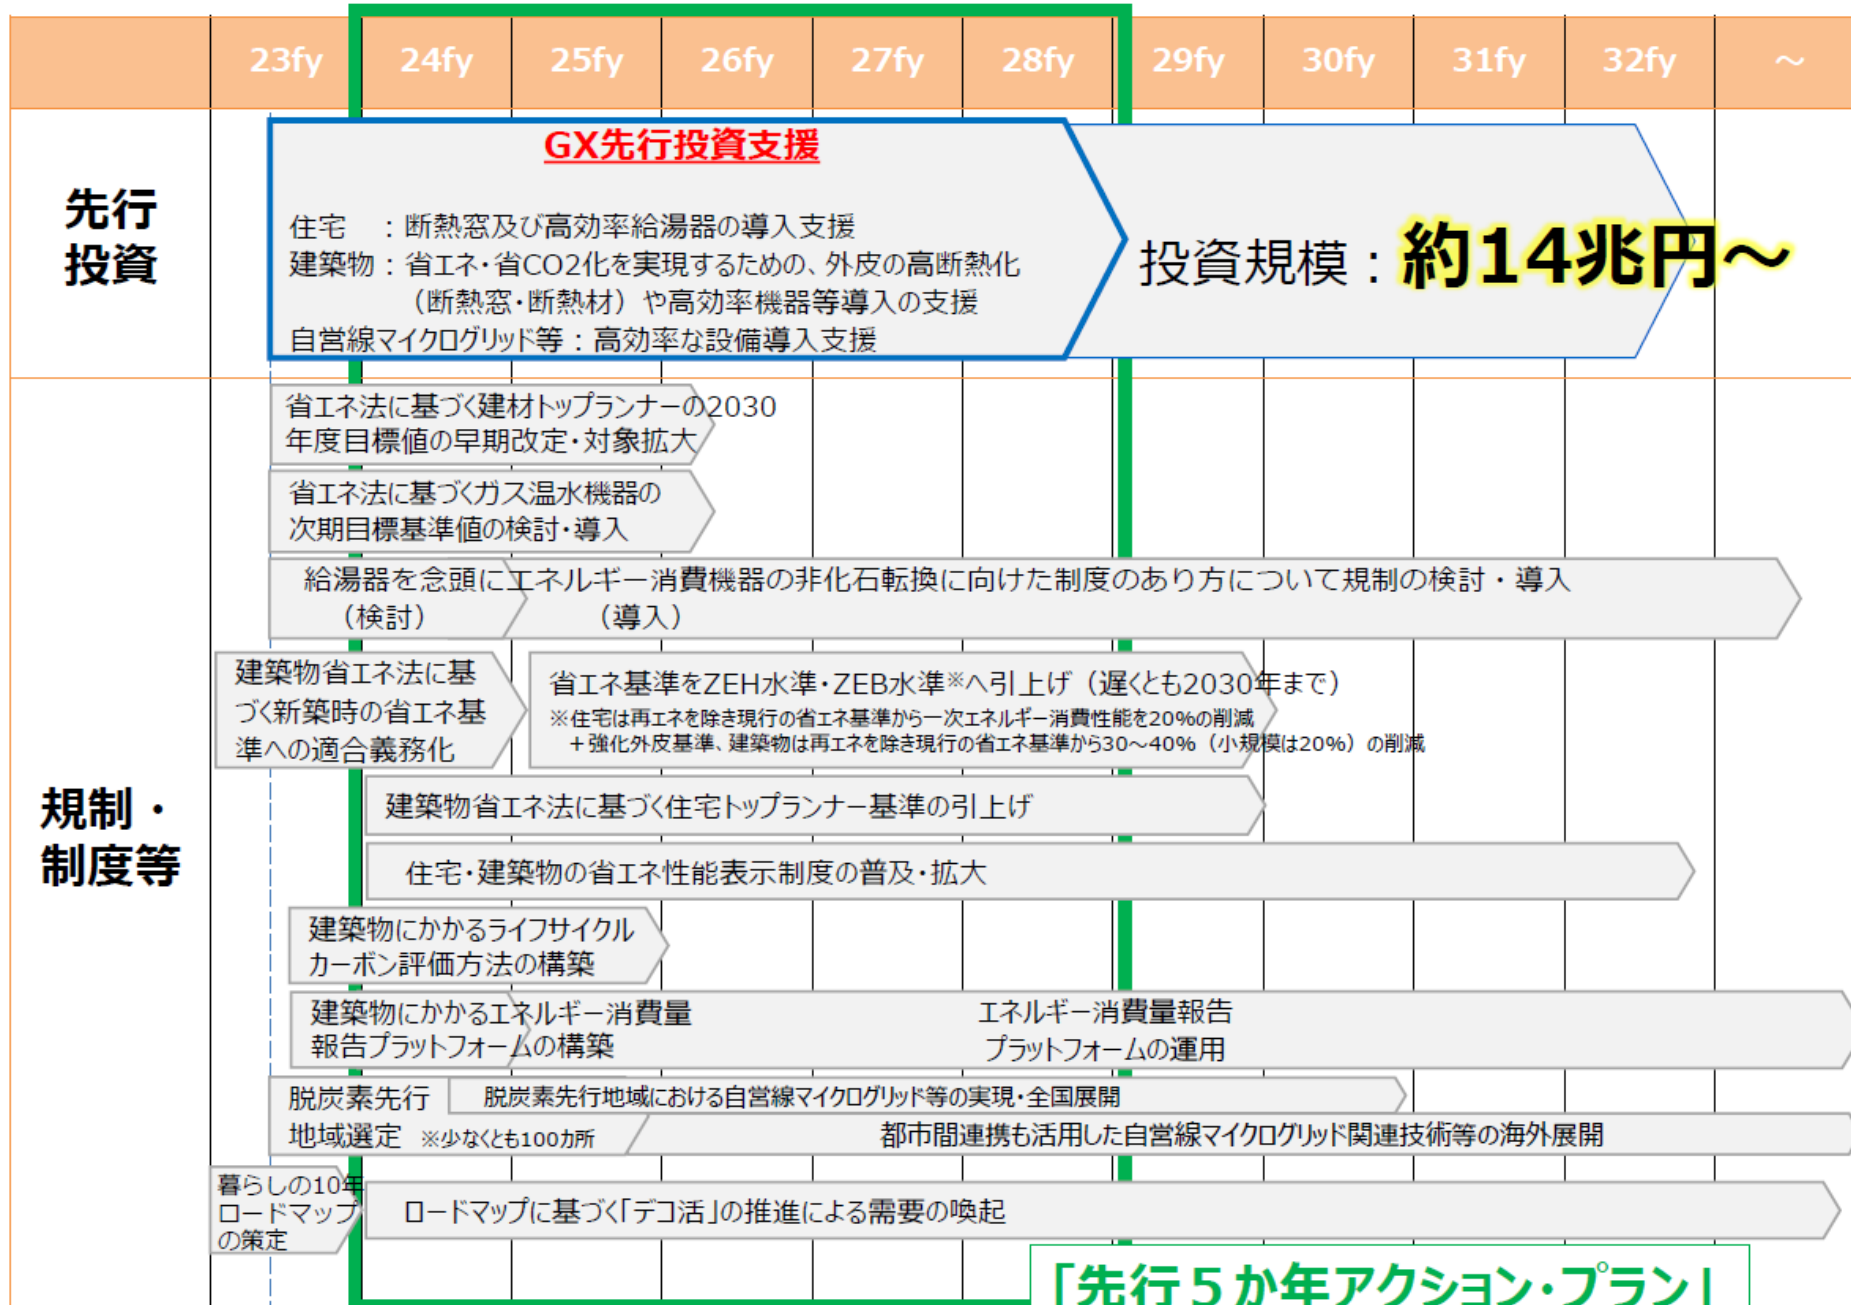 23fy 24fy 25fy 26fy 27fy 28fy 29fy 30fy 31fy 32fy ～
先行
投資
GX先行投資支援
住宅　：断熱窓及び高効率給湯器の導入支援
建築物：省エネ・省CO2化を実現するための、外皮の高断熱化
（断熱窓・断熱材）や高効率機器等導入の支援
自営線マイクログリッド等：高効率な設備導入支援
投資規模：約14兆円～
規制・
制度等
省エネ法に基づく建材トップランナーの2030
年度目標値の早期改定・対象拡大
省エネ法に基づくガス温水機器の
次期目標基準値の検討・導入
給湯器を念頭にエネルギー消費機器の非化石転換に向けた制度のあり方について規制の検討・導入
（検討）　（導入）
建築物省エネ法に基
づく新築時の省エネ基
準への適合義務化
省エネ基準をZEH水準・ZEB水準※へ引上げ（遅くとも2030年まで）
※住宅は再エネを除き現行の省エネ基準から一次エネルギー消費性能を20%の削減
＋強化外皮基準、建築物は再エネを除き現行の省エネ基準から30～40%（小規模は20%）の削減
建築物省エネ法に基づく住宅トップランナー基準の引上げ
住宅・建築物の省エネ性能表示制度の普及・拡大
建築物にかかるライフサイクル
カーボン評価方法の構築
建築物にかかるエネルギー消費量
報告プラットフォームの構築
エネルギー消費量報告
プラットフォームの運用
脱炭素先行
地域選定 ※少なくとも100カ所
脱炭素先行地域における自営線マイクログリッド等の実現・全国展開
都市間連携も活用した自営線マイクログリッド関連技術等の海外展開
暮らしの10年
ロードマップ
の策定
ロードマップに基づく「デコ活」の推進による需要の喚起
「先行５か年アクション・プラン」